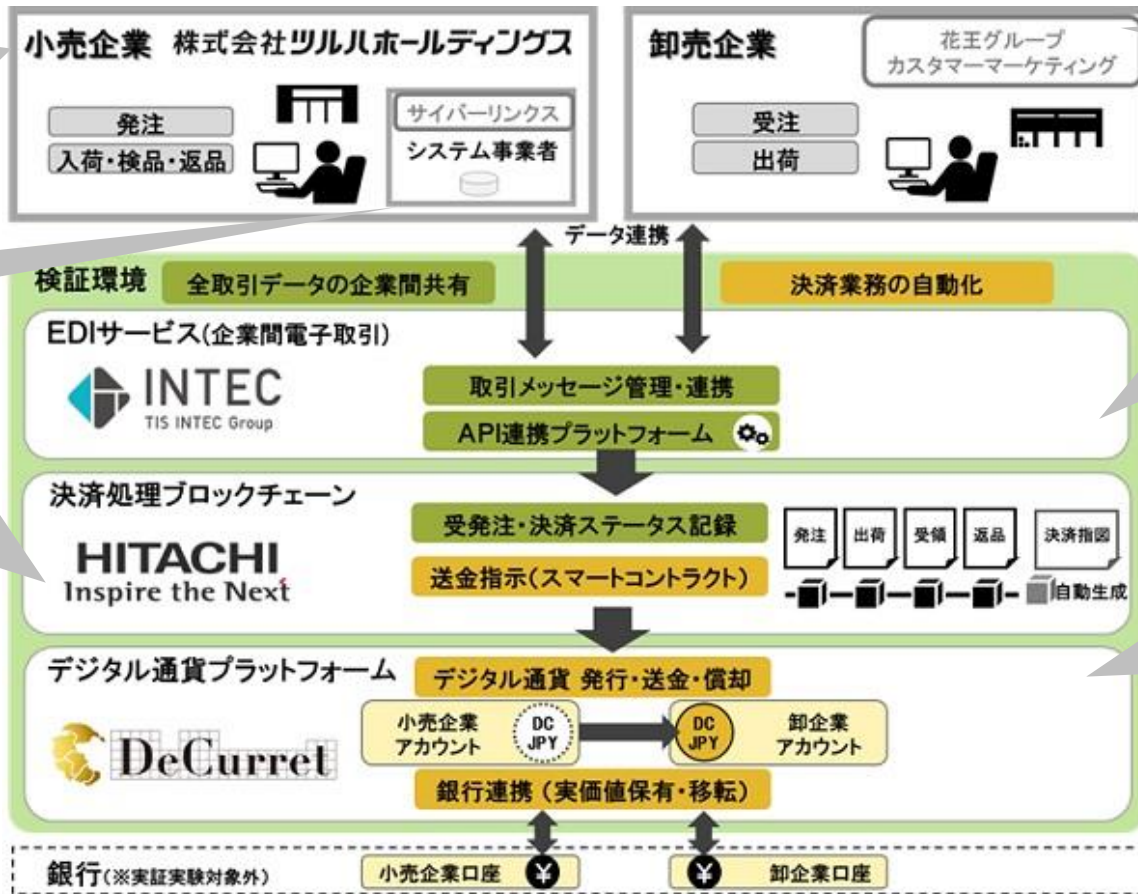 小売企業 株式会社ツルハホールディングス
発注
入荷・検品・返品
サイバーリンクス
システム事業者
卸売企業
花王グループ
カスタマーマーケティング
受注
出荷
データ連携
検証環境
全取引データの企業間共有
決済業務の自動化
EDIサービス(企業間電子取引)
INTEC
TIS INTEC Group
取引メッセージ管理・連携
API連携プラットフォーム
決済処理ブロックチェーン
HITACHI
Inspire the Next
受発注・決済ステータス記録
送金指示(スマートコントラクト)
発注
出荷
受領
返品
決済指図
自動生成
デジタル通貨プラットフォーム
DeCurret
デジタル通貨 発行・送金・償却
小売企業
アカウント
DC
JPY
DC
JPY
卸企業
アカウント
銀行連携 (実価値保有・移転)
銀行(※実証実験対象外)
小売企業口座 ¥
¥ 卸企業口座